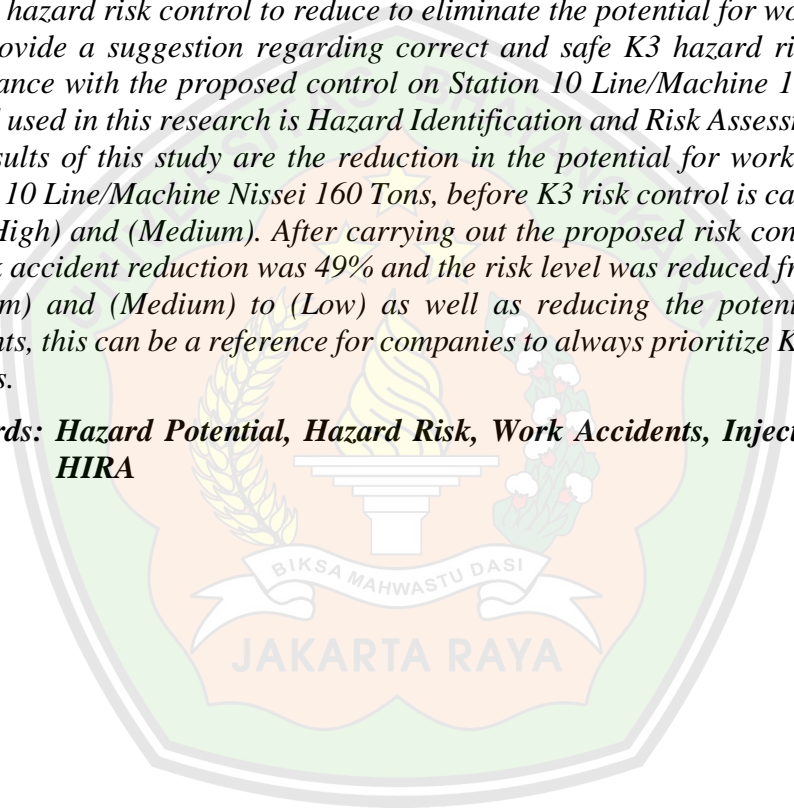 hazard risk control to reduce to eliminate the potential for wo
ovide a suggestion regarding correct and safe K3 hazard ri
ance with the proposed control on Station 10 Line/Machine 1
l used in this research is Hazard Identification and Risk Assess
sults of this study are the reduction in the potential for work
10 Line/Machine Nissei 160 Tons, before K3 risk control is ca
High) and (Medium). After carrying out the proposed risk con
k accident reduction was 49% and the risk level was reduced fr
m) and (Medium) to (Low) as well as reducing the poten
nts, this can be a reference for companies to always prioritize K
s.
rds: Hazard Potential, Hazard Risk, Work Accidents, Inject
HIRA
UNIVERSITAS BHAYANGKARA
BIKSA MAHWASTU DASI
JAKARTA RAYA